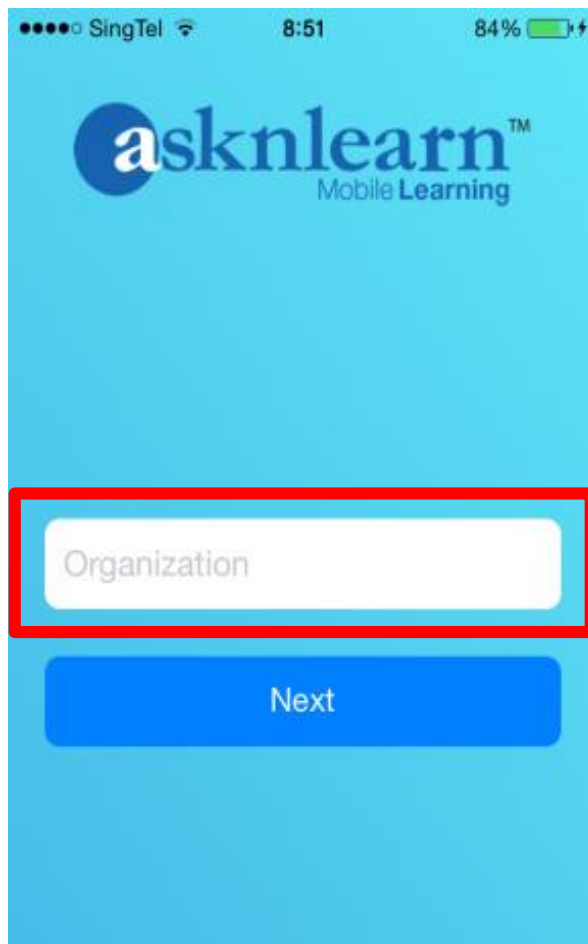 SingTel 8:51 84%
asknlearn™
Mobile Learning
Organization
Next